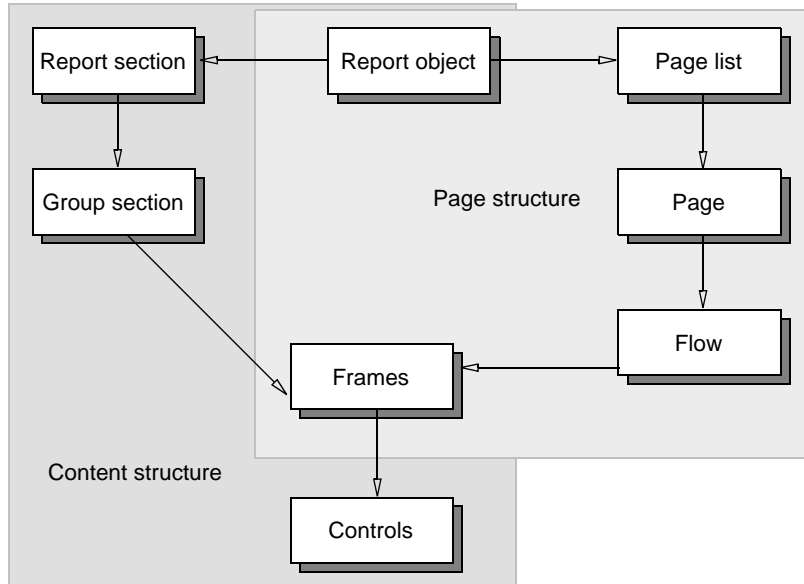 Report section
Report object
Page list
Group section
Page structure
Page
Flow
Frames
Content structure
Controls